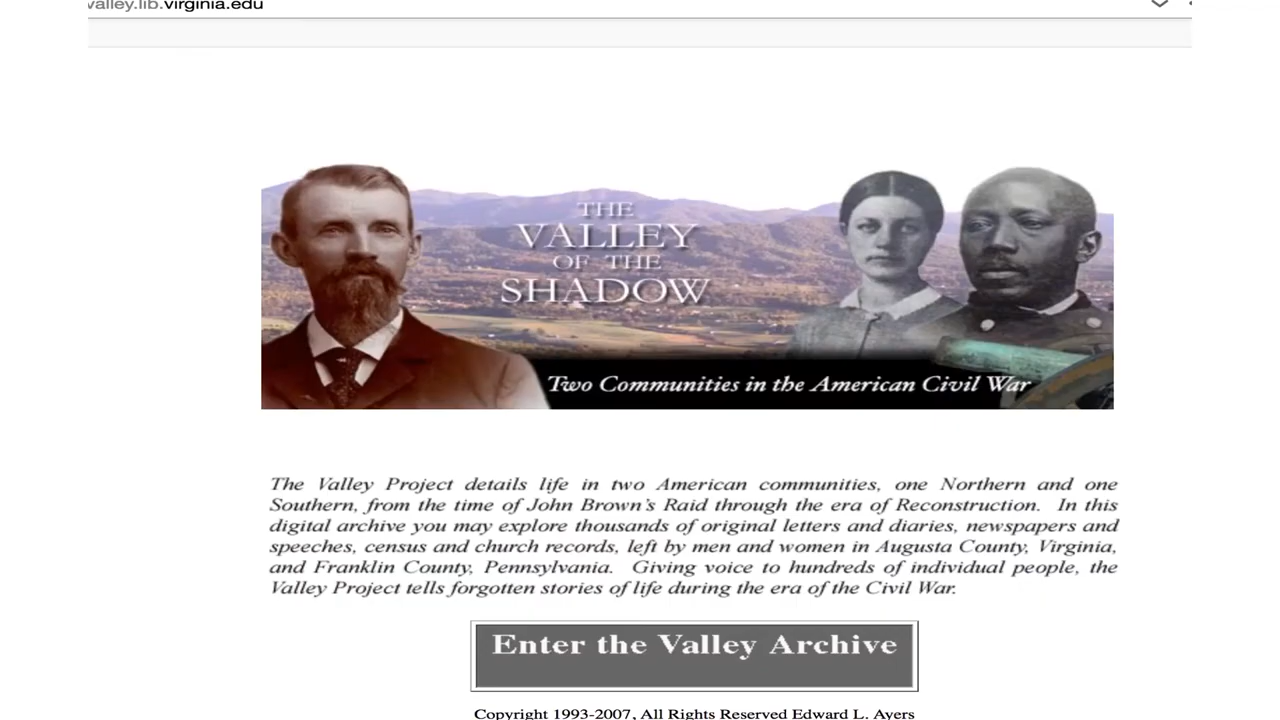 valley.lib.virginia.edu
THE
VALLEY
OF THE
SHADOW
Two Communities in the American Civil War
The Valley Project details life in two American communities, one Northern and one
Southern, from the time of John Brown's Raid through the era of Reconstruction. In this
digital archive you may explore thousands of original letters and diaries, newspapers and
speeches, census and church records, left by men and women in Augusta County, Virginia,
and Franklin County, Pennsylvania. Giving voice to hundreds of individual people, the
Valley Project tells forgotten stories of life during the era of the Civil War.
Enter the Valley Archive
Copyright 1993-2007, All Rights Reserved Edward L. Ayers